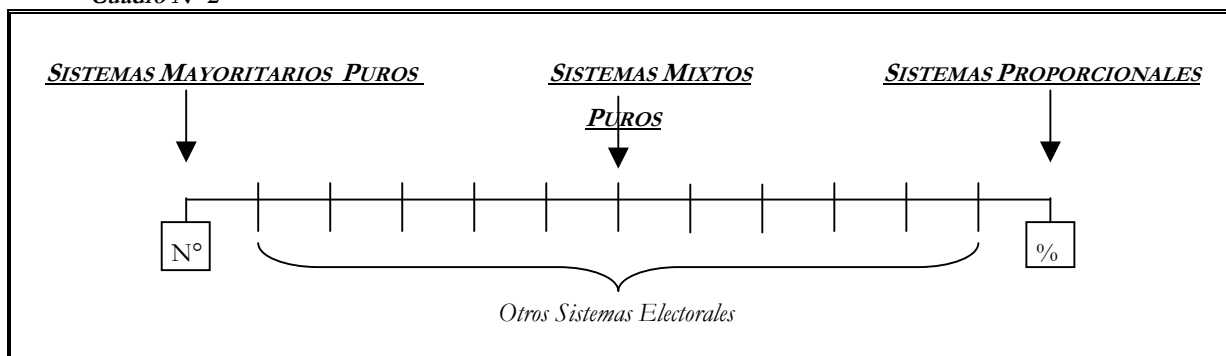 Cuadro N° 2
SISTEMAS MAYORITARIOS PUROS SISTEMAS MIXTOS SISTEMAS PROPORCIONALES
PUROS
N° %
Otros Sistemas Electorales